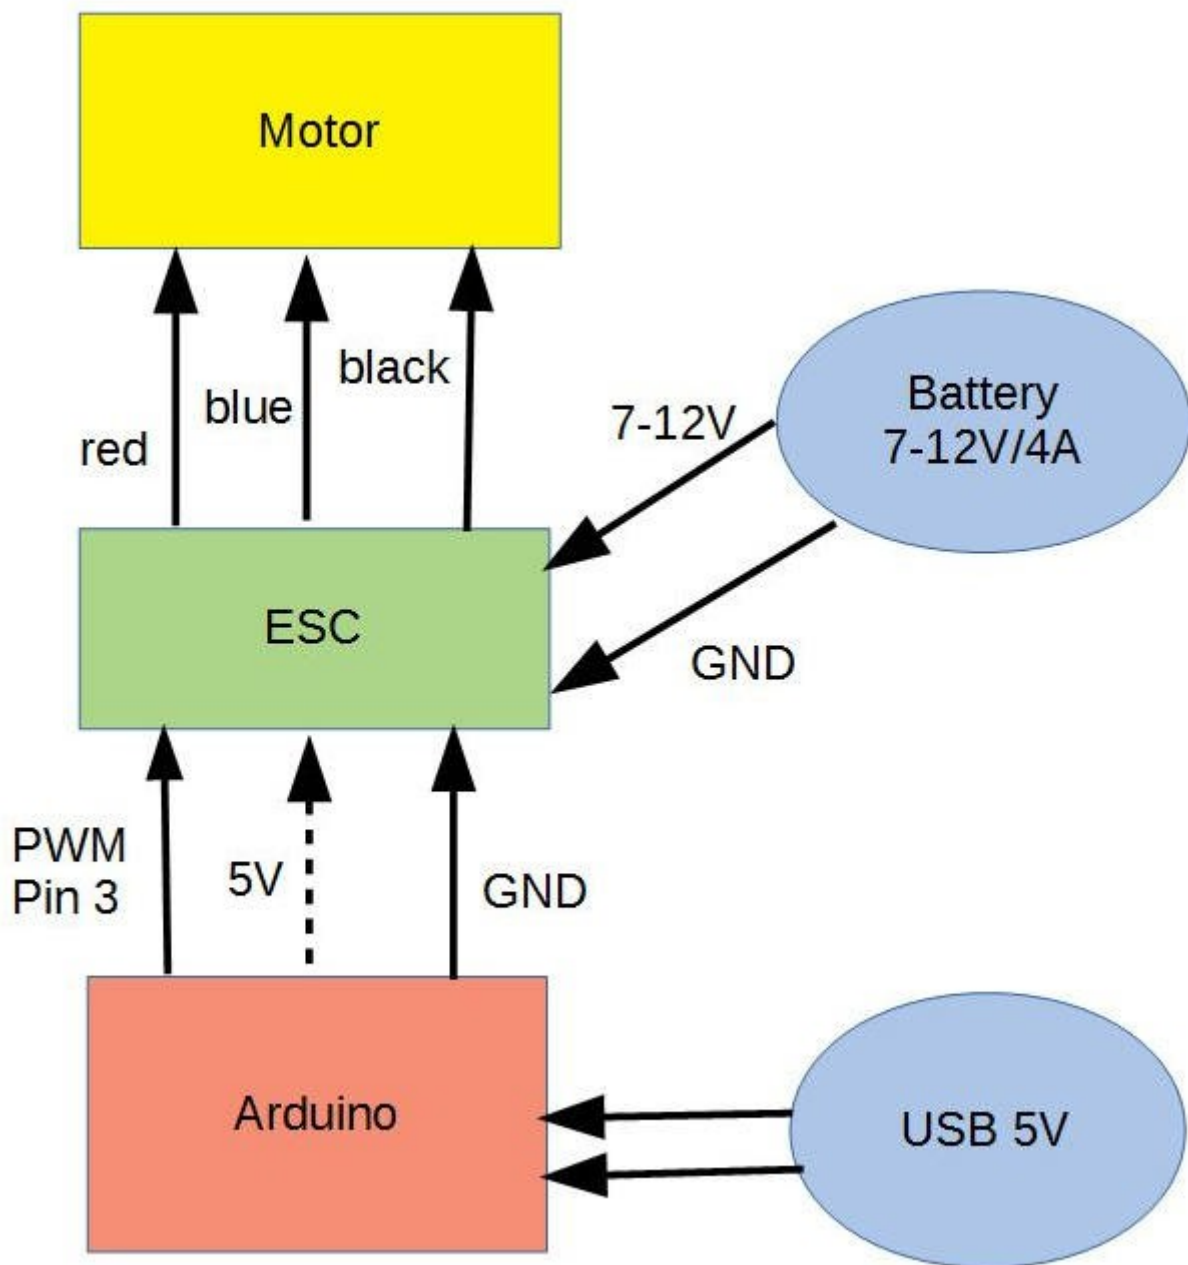 Motor
red
blue
black
7-12V
Battery
7-12V/4A
ESC
GND
PWM
Pin 3
5V
GND
Arduino
USB 5V